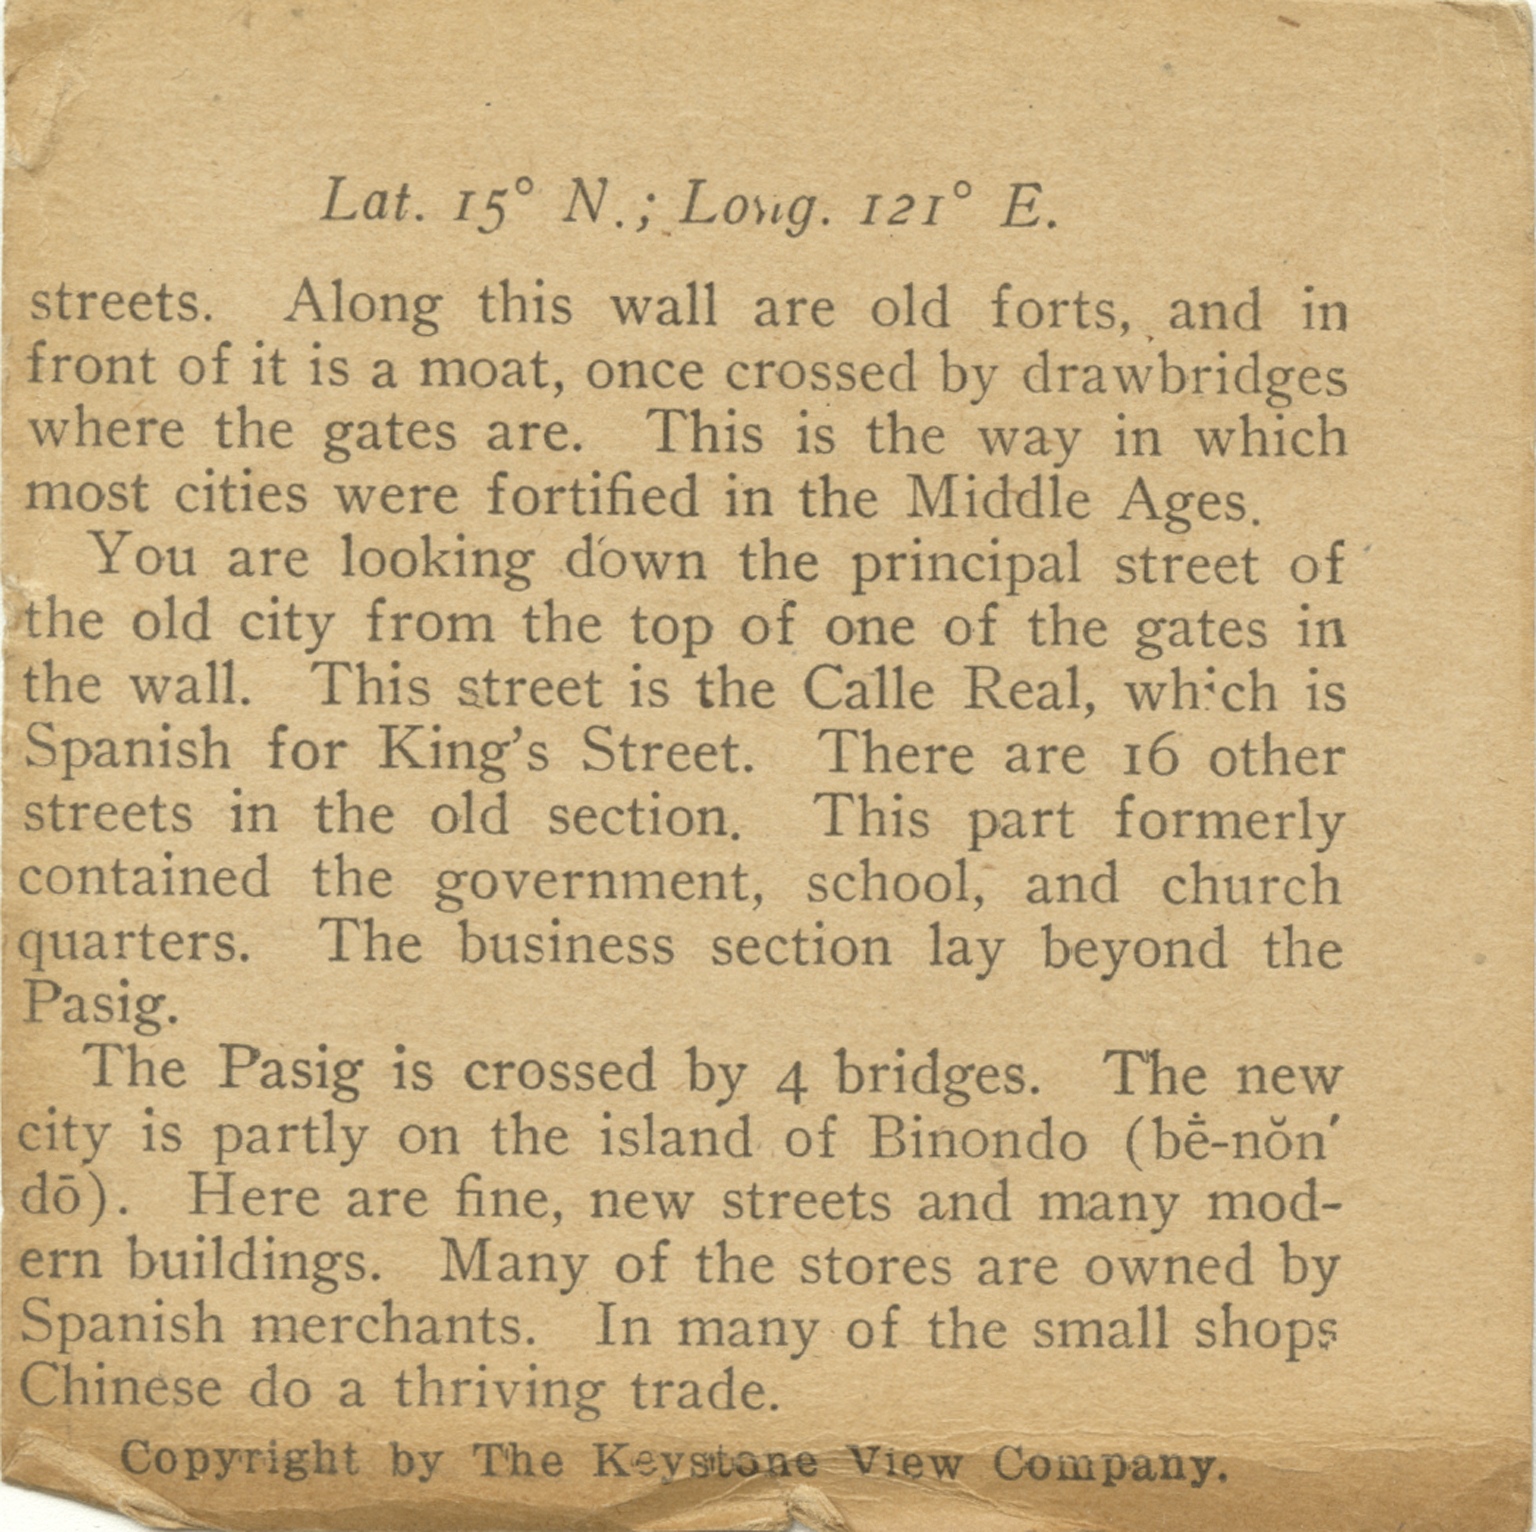 Lat. 15° N.; Long. 121° E.
streets. Along this wall are old forts, and in
front of it is a moat, once crossed by drawbridges
where the gates are. This is the way in which
most cities were fortified in the Middle Ages.
You are looking down the principal street of
the old city from the top of one of the gates in
the wall. This street is the Calle Real, which is
Spanish for King's Street. There are 16 other
streets in the old section. This part formerly
contained the government, school, and church
quarters. The business section lay beyond the
Pasig.
The Pasig is crossed by 4 bridges. The new
city is partly on the island of Binondo (bē̇-nŏn′
dō). Here are fine, new streets and many mod-
ern buildings. Many of the stores are owned by
Spanish merchants. In many of the small shops
Chinese do a thriving trade.
Copyright by The Keystone View Company.